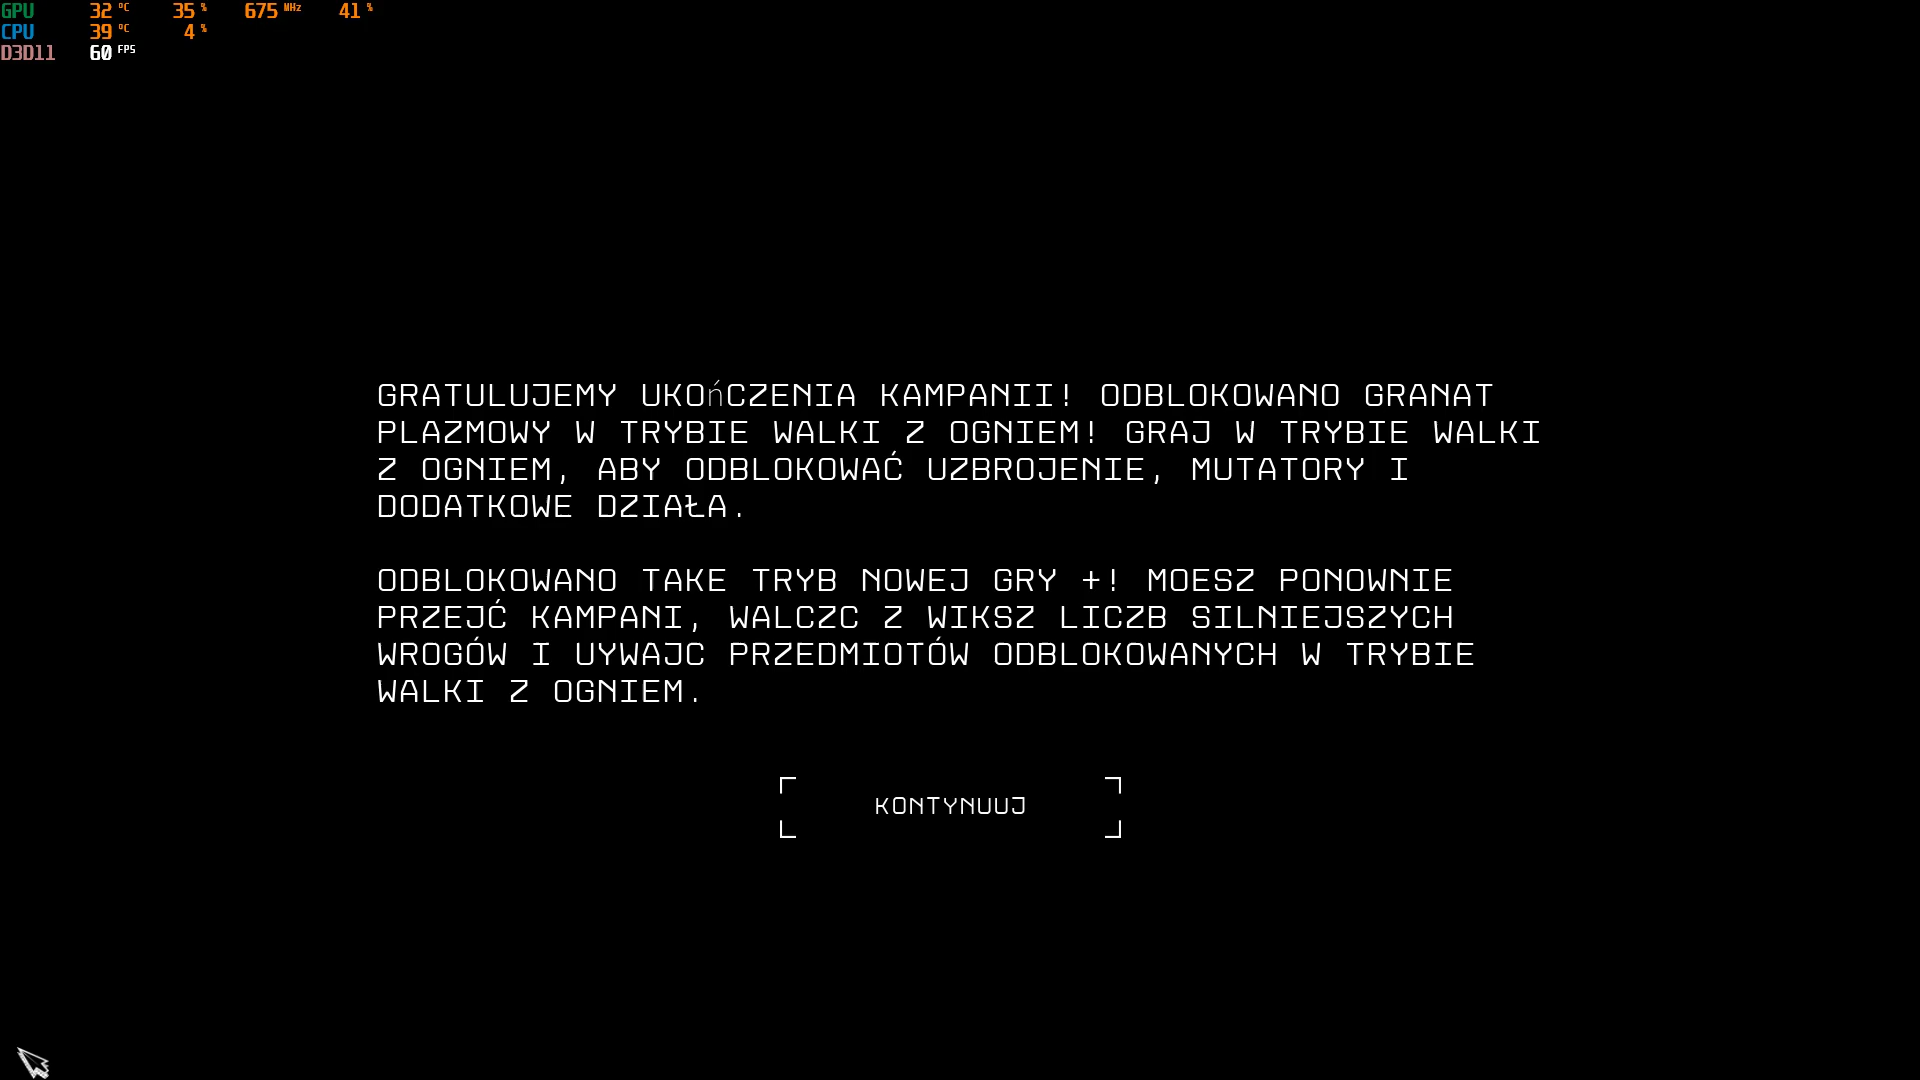 GPU 32 °C 35 % 675 MHz 41 %
CPU 39 °C 4 %
D3D11 60 FPS
GRATULUJEMY UKOńCZENIA KAMPANII! ODBLOKOWANO GRANAT
PLAZMOWY W TRYBIE WALKI Z OGNIEM! GRAJ W TRYBIE WALKI
Z OGNIEM, ABY ODBLOKOWAĆ UZBROJENIE, MUTATORY I
DODATKOWE DZIAŁA.
ODBLOKOWANO TAKE TRYB NOWEJ GRY +! MOESZ PONOWNIE
PRZEJĆ KAMPANI, WALCZC Z WIKSZ LICZB SILNIEJSZYCH
WROGÓW I UYWAJC PRZEDMIOTÓW ODBLOKOWANYCH W TRYBIE
WALKI Z OGNIEM.
KONTYNUUJ